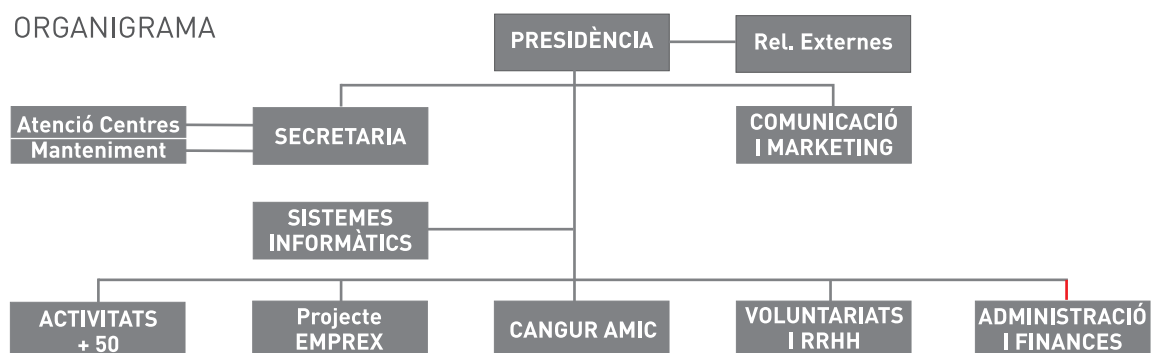 ORGANIGRAMA
PRESIDÈNCIA
Rel. Externes
Atenció Centres
Manteniment
SECRETARIA
COMUNICACIÓ
I MARKETING
SISTEMES
INFORMÀTICS
ACTIVITATS
+ 50
Projecte
EMPREX
CANGUR AMIC
VOLUNTARIATS
I RRHH
ADMINISTRACIÓ
I FINANCES